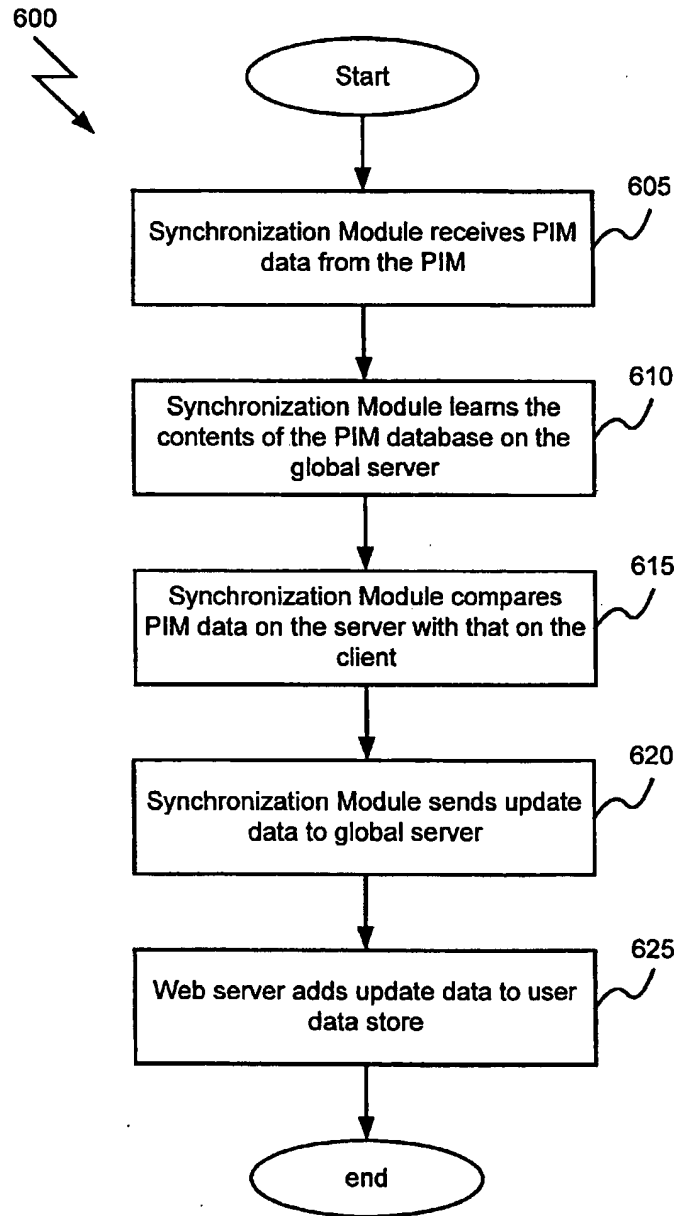 600
Start
605
Synchronization Module receives PIM
data from the PIM
610
Synchronization Module learns the
contents of the PIM database on the
global server
615
Synchronization Module compares
PIM data on the server with that on the
client
620
Synchronization Module sends update
data to global server
625
Web server adds update data to user
data store
end